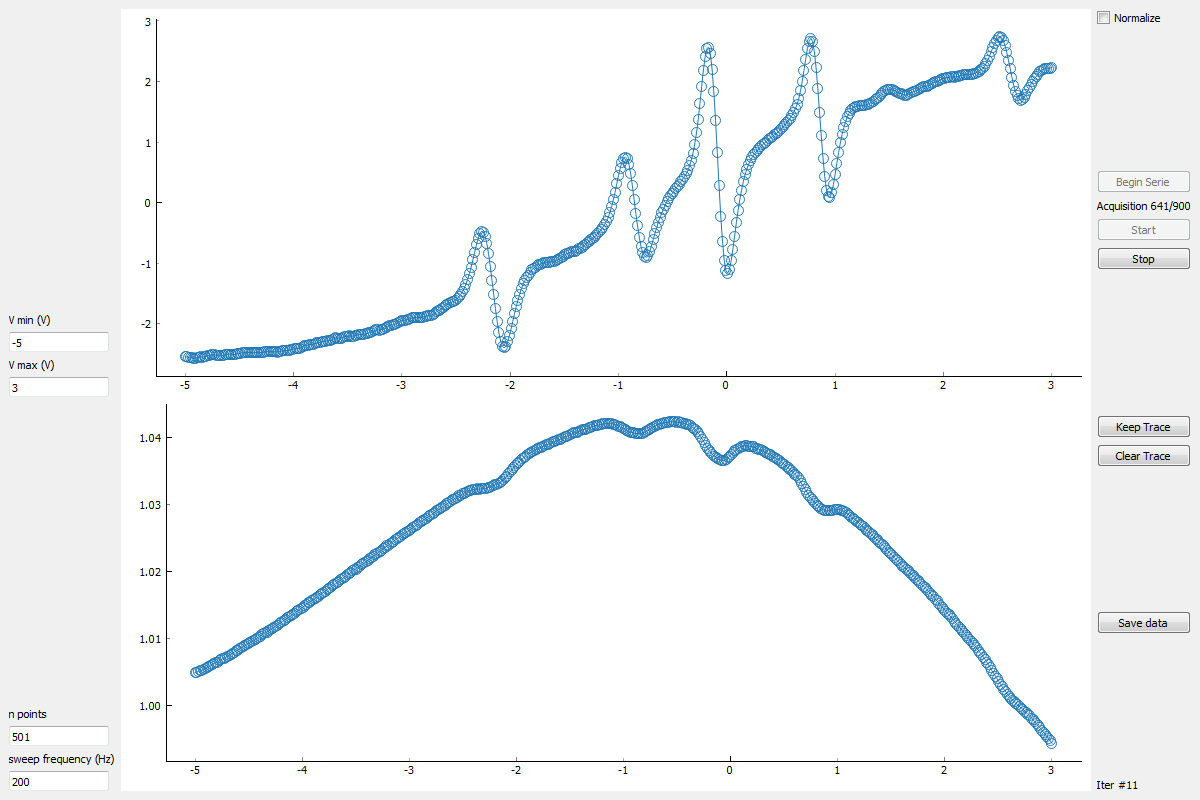 Normalize
3
2
1
0
-1
-2
-5 -4 -3 -2 -1 0 1 2 3
Begin Serie
Acquisition 641/900
Start
Stop
V min (V)
-5
V max (V)
3
1.04
1.03
1.02
1.01
1.00
-5 -4 -3 -2 -1 0 1 2 3
Keep Trace
Clear Trace
Save data
n points
501
sweep frequency (Hz)
200
Iter #11